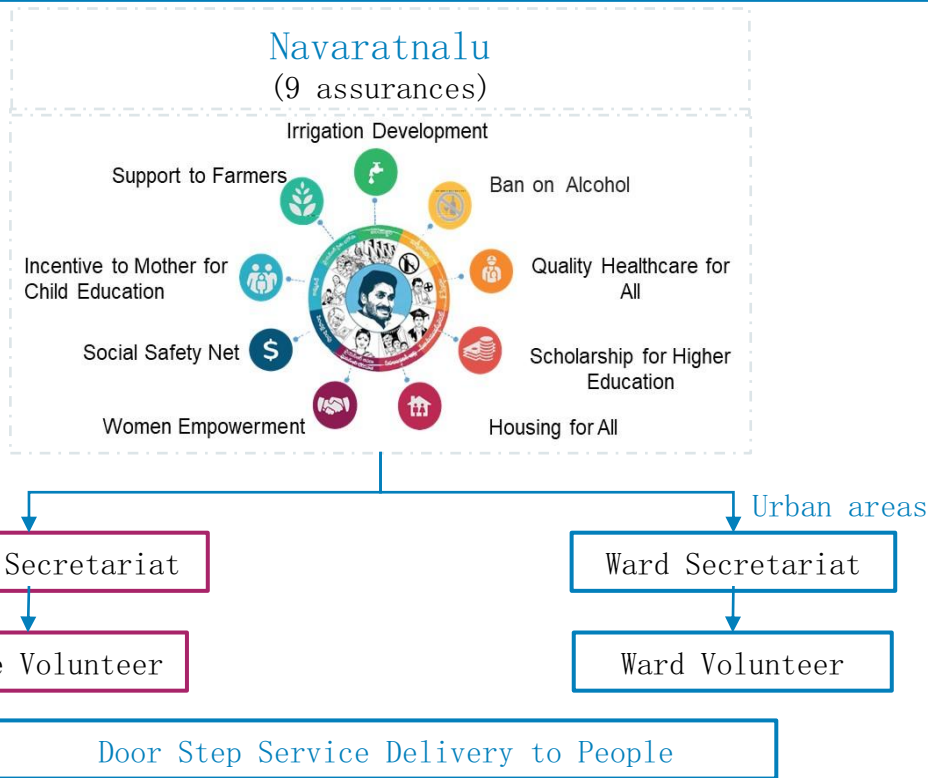 Navaratnalu
(9 assurances)
Irrigation Development
Support to Farmers
Ban on Alcohol
Incentive to Mother for
Child Education
Quality Healthcare for
All
Social Safety Net
$
Scholarship for Higher
Education
Women Empowerment
Housing for All
Urban areas
Secretariat
Ward Secretariat
e Volunteer
Ward Volunteer
Door Step Service Delivery to People